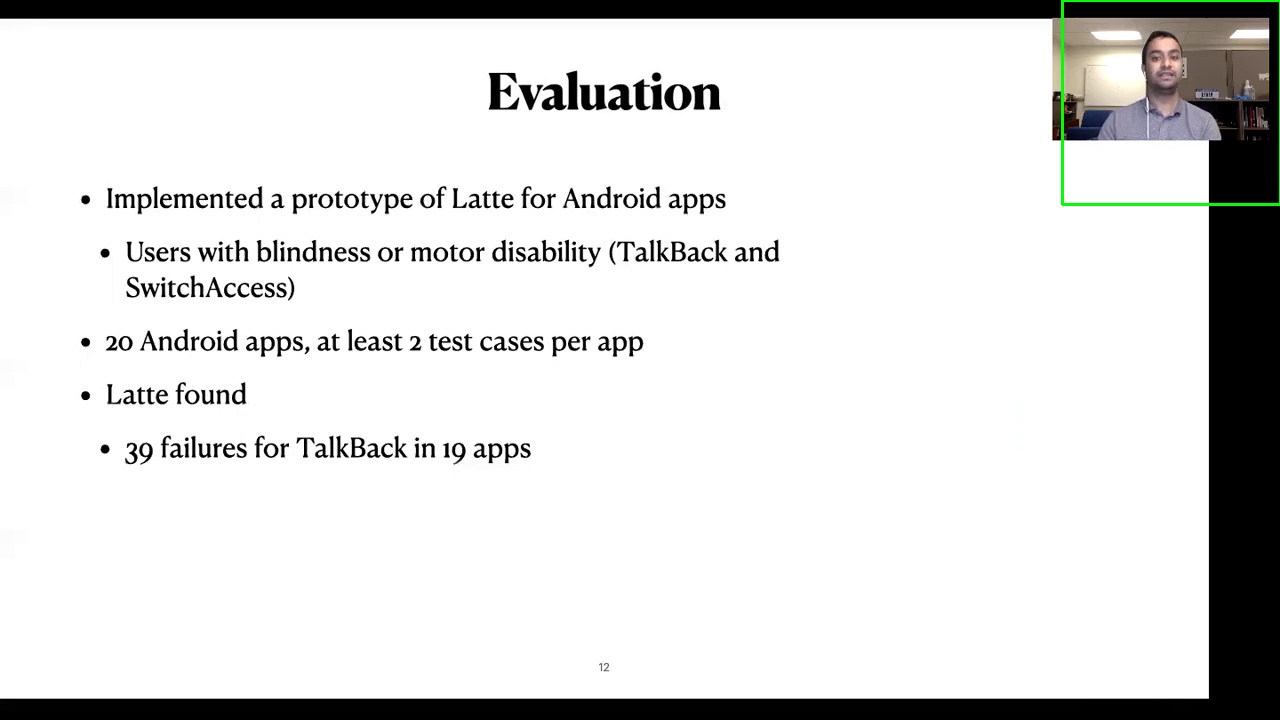 Evaluation
• Implemented a prototype of Latte for Android apps
• Users with blindness or motor disability (TalkBack and
SwitchAccess)
• 20 Android apps, at least 2 test cases per app
• Latte found
• 39 failures for TalkBack in 19 apps
12